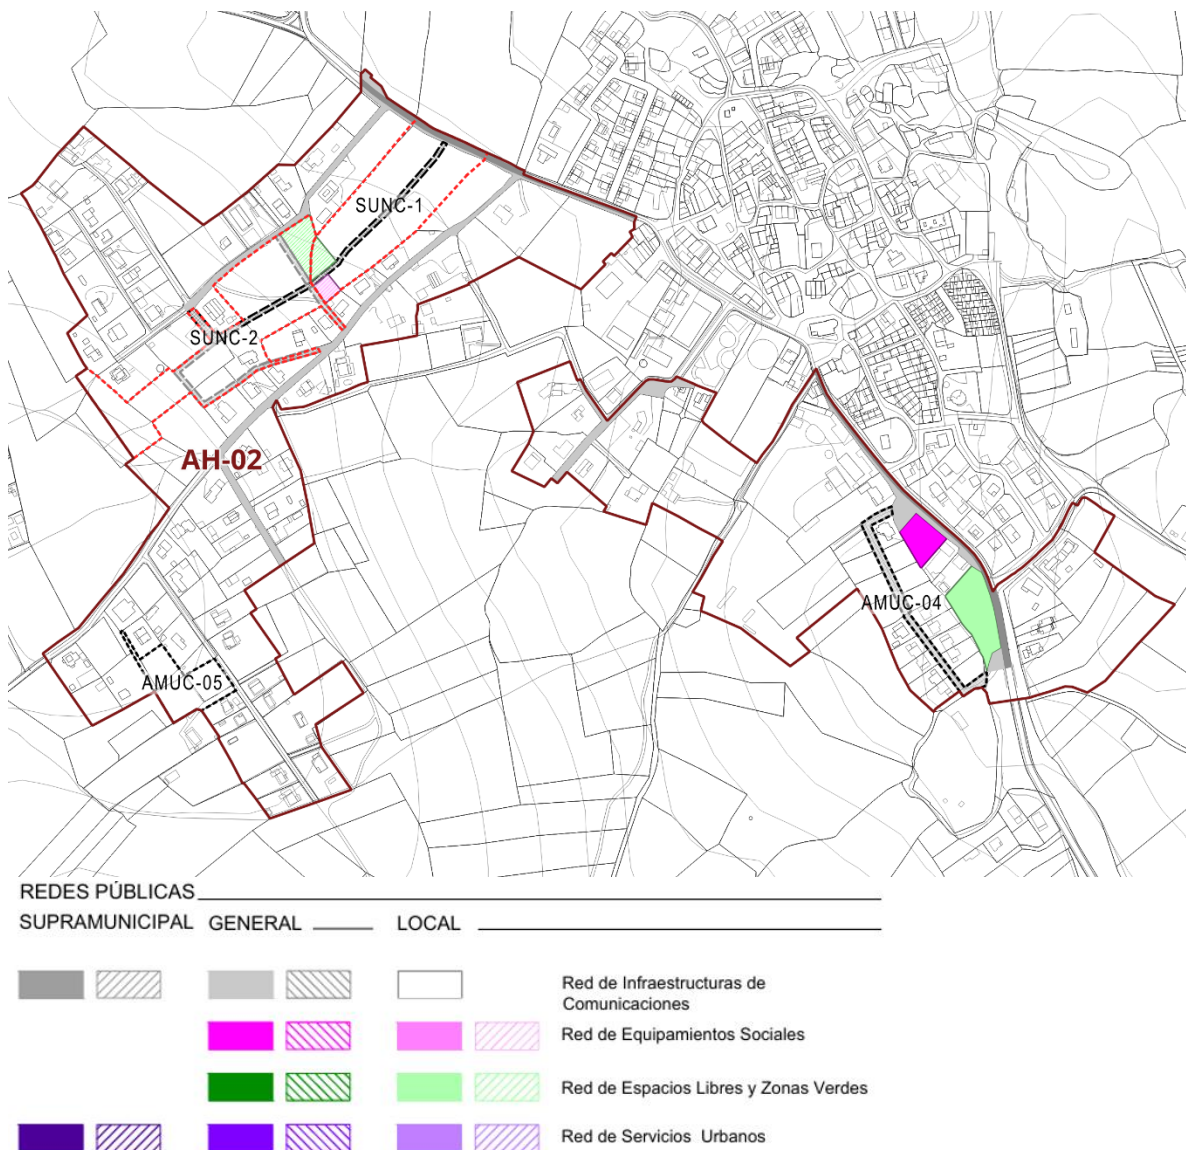 SUNC-1
SUNC-2
AH-02
AMUC-04
AMUC-05
REDES PÚBLICAS
SUPRAMUNICIPAL GENERAL LOCAL
Red de Infraestructuras de
Comunicaciones
Red de Equipamientos Sociales
Red de Espacios Libres y Zonas Verdes
Red de Servicios Urbanos